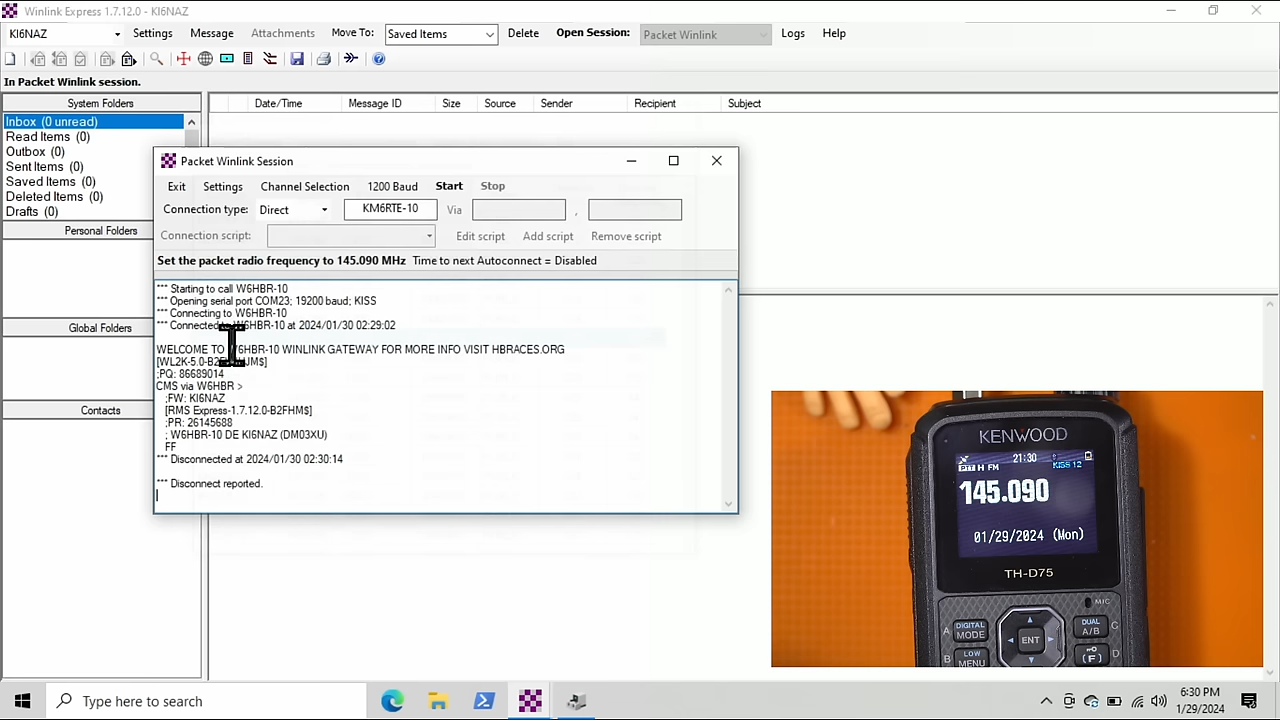 Winlink Express 1.7.12.0 - KI6NAZ
KI6NAZ Settings Message Attachments Move To: Saved Items Delete Open Session: Packet Winlink Logs Help
In Packet Winlink session.
System Folders
Inbox (0 unread)
Read Items (0)
Outbox (0)
Sent Items (0)
Saved Items (0)
Deleted Items (0)
Drafts (0)
Personal Folders
Global Folders
Contacts
Date/Time Message ID Size Source Sender Recipient Subject
Packet Winlink Session
Exit Settings Channel Selection 1200 Baud Start Stop
Connection type: Direct KM6RTE-10 Via ,
Connection script: Edit script Add script Remove script
Set the packet radio frequency to 145.090 MHz Time to next Autoconnect = Disabled
*** Starting to call W6HBR-10
*** Opening serial port COM23; 19200 baud; KISS
*** Connecting to W6HBR-10
*** Connected W6HBR-10 at 2024/01/30 02:29:02
WELCOME TO W6HBR-10 WINLINK GATEWAY FOR MORE INFO VISIT HBRACES.ORG
;PQ: 86689014
CMS via W6HBR >
;FW: KI6NAZ
[RMS Express-1.7.12.0-B2FHM$]
;PR: 26145688
; W6HBR-10 DE KI6NAZ (DM03XU)
FF
*** Disconnected at 2024/01/30 02:30:14
*** Disconnect reported.
KENWOOD
21:30
H FM
KISS 12
145.090
01/29/2024 (Mon)
TH-D75
MIC
A DIGITAL MODE ENT DUAL A/B C
B LOW MENU (F) D
Type here to search
6:30 PM
1/29/2024